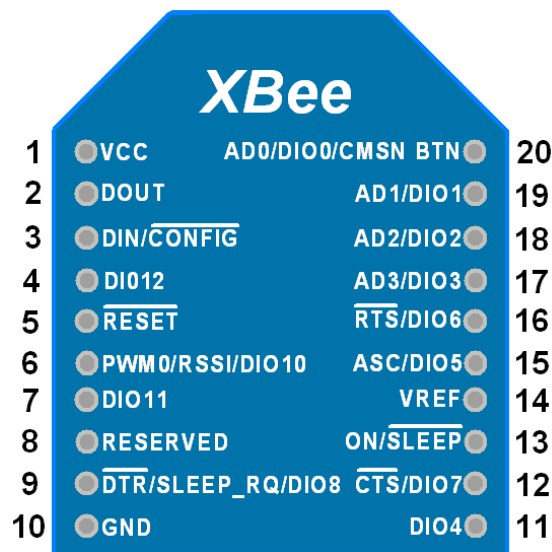 XBee
1 VCC AD0/DIO0/CMSN BTN 20
2 DOUT AD1/DIO1 19
3 DIN/CONFIG AD2/DIO2 18
4 DI012 AD3/DIO3 17
5 RESET RTS/DIO6 16
6 PWM0/RSSI/DIO10 ASC/DIO5 15
7 DIO11 VREF 14
8 RESERVED ON/SLEEP 13
9 DTR/SLEEP_RQ/DIO8 CTS/DIO7 12
10 GND DIO4 11